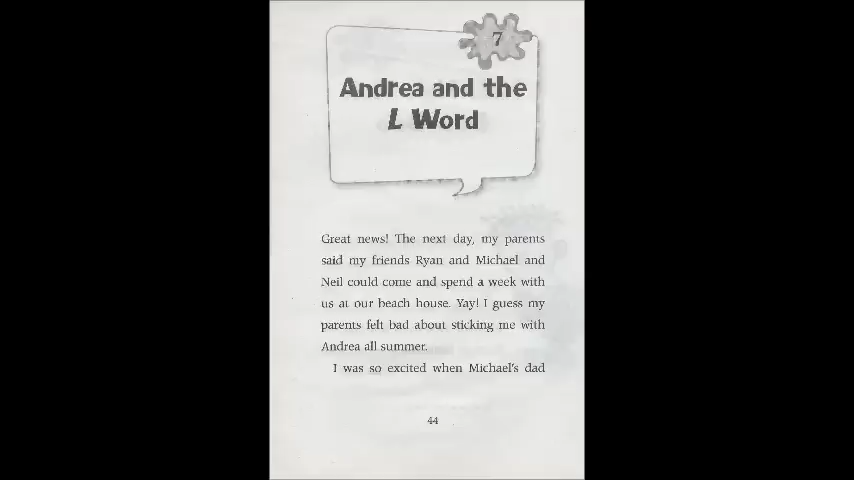 7
Andrea and the
L Word
Great news! The next day, my parents
said my friends Ryan and Michael and
Neil could come and spend a week with
us at our beach house. Yay! I guess my
parents felt bad about sticking me with
Andrea all summer.
I was so excited when Michael's dad
44